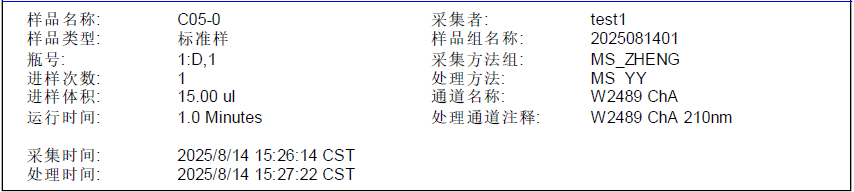 样品名称: C05-0 采集者: test1
样品类型: 标准样 样品组名称: 2025081401
瓶号: 1:D,1 采集方法组: MS_ZHENG
进样次数: 1 处理方法: MS_YY
进样体积: 15.00 ul 通道名称: W2489 ChA
运行时间: 1.0 Minutes 处理通道注释: W2489 ChA 210nm
采集时间: 2025/8/14 15:26:14 CST
处理时间: 2025/8/14 15:27:22 CST